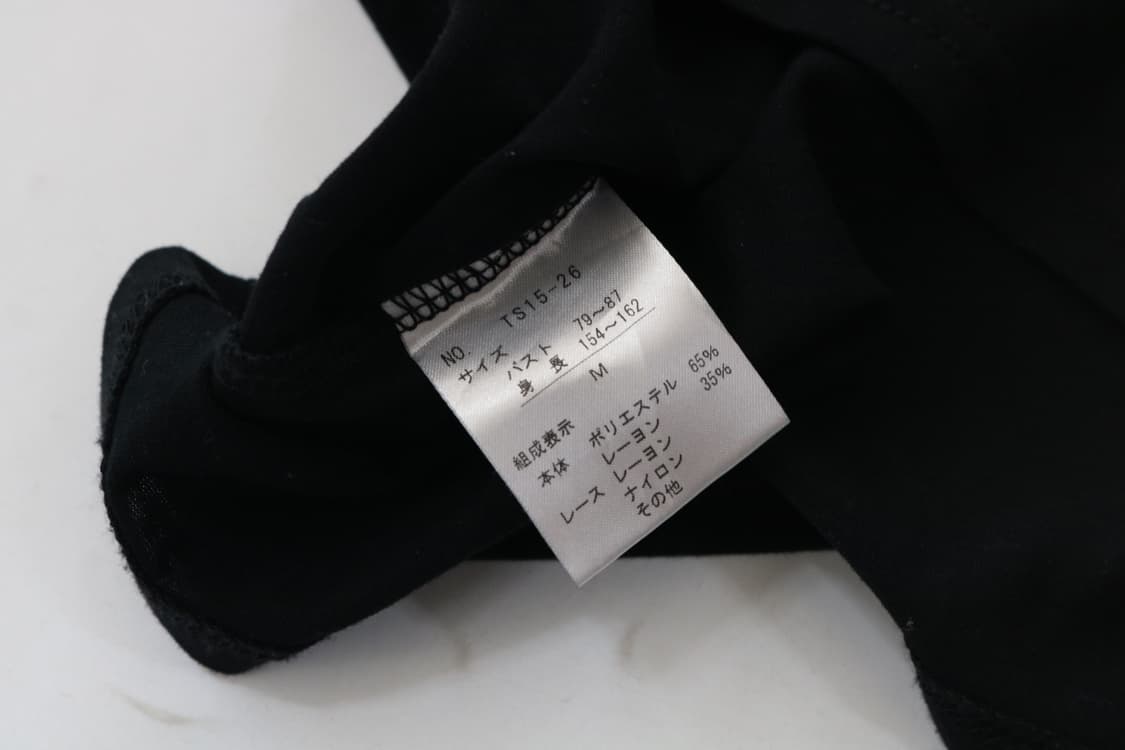 NO. TS15-26
サイズ
バスト 79～87
身長 154～162
M
組成表示
本体 ポリエステル 65%
レーヨン 35%
レース レーヨン
ナイロン
その他